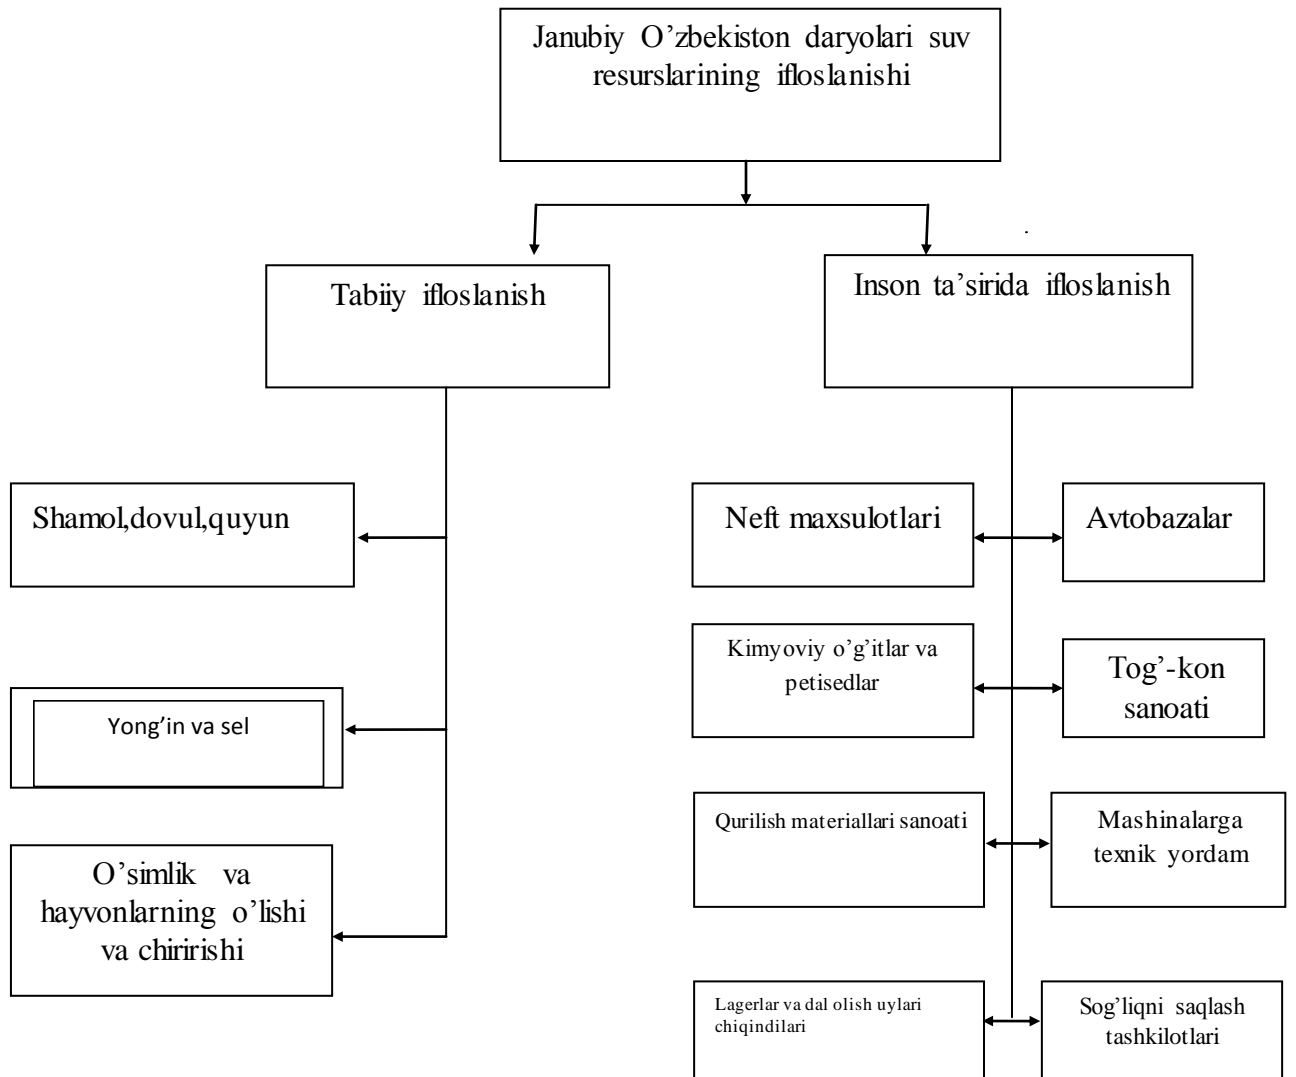 Janubiy O’zbekiston daryolari suv
resurslarining ifloslanishi
Tabiiy ifloslanish
Inson ta’sirida ifloslanish
Shamol,dovul,quyun
Yong’in va sel
O’simlik va
hayvonlarning o’lishi
va chiririshi
Neft maxsulotlari
Avtobazalar
Kimyoviy o’g’itlar va
petisedlar
Tog’-kon
sanoati
Qurilish materiallari sanoati
Mashinalarga
texnik yordam
Lagerlar va dal olish uylari
chiqindilari
Sog’liqni saqlash
tashkilotlari